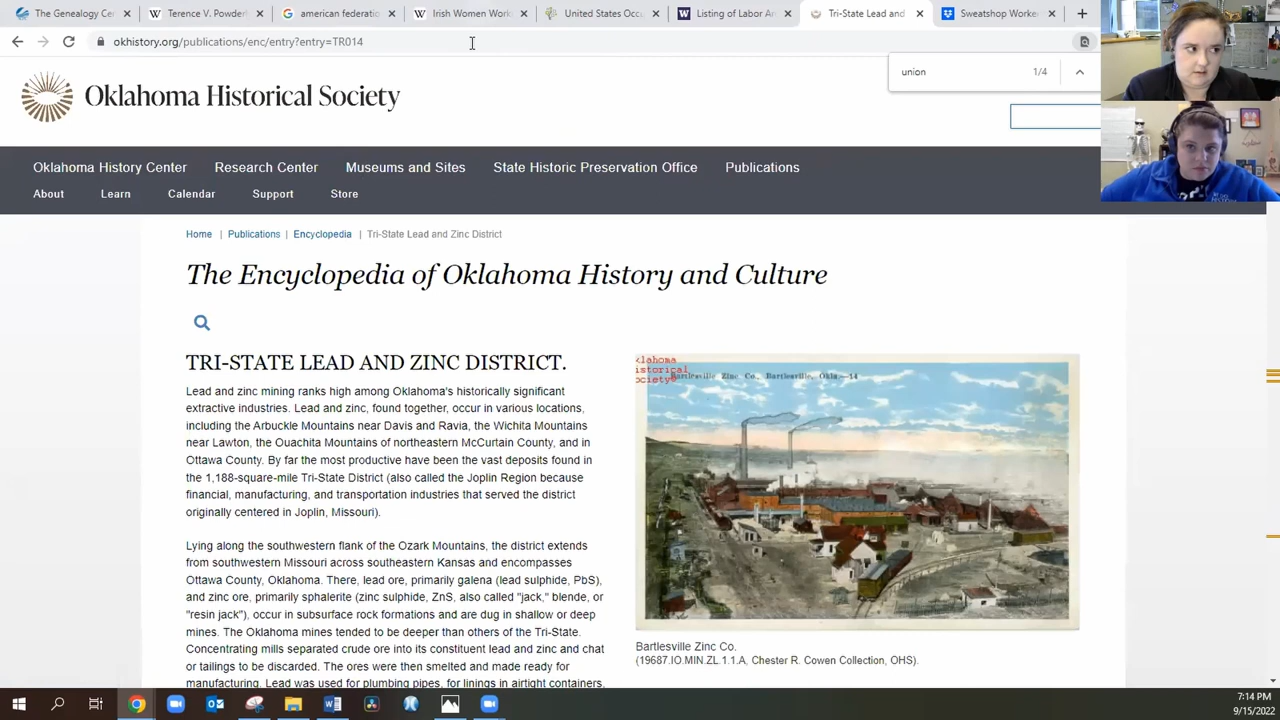 The Genealogy Ce
Terence V. Powderl
american federatio
Irish Women Work
United States Occ
Listing of Labor Ar
Tri-State Lead and
Sweatshop Worke
okhistory.org/publications/enc/entry?entry=TR014
union 1/4
Oklahoma Historical Society
Oklahoma History Center Research Center Museums and Sites State Historic Preservation Office Publications
About Learn Calendar Support Store
Home | Publications | Encyclopedia | Tri-State Lead and Zinc District
The Encyclopedia of Oklahoma History and Culture
TRI-STATE LEAD AND ZINC DISTRICT.
Lead and zinc mining ranks high among Oklahoma's historically significant
extractive industries. Lead and zinc, found together, occur in various locations,
including the Arbuckle Mountains near Davis and Ravia, the Wichita Mountains
near Lawton, the Ouachita Mountains of northeastern McCurtain County, and in
Ottawa County. By far the most productive have been the vast deposits found in
the 1,188-square-mile Tri-State District (also called the Joplin Region because
financial, manufacturing, and transportation industries that served the district
originally centered in Joplin, Missouri).
Lying along the southwestern flank of the Ozark Mountains, the district extends
from southwestern Missouri across southeastern Kansas and encompasses
Ottawa County, Oklahoma. There, lead ore, primarily galena (lead sulphide, PbS),
and zinc ore, primarily sphalerite (zinc sulphide, ZnS, also called "jack," blende, or
"resin jack"), occur in subsurface rock formations and are dug in shallow or deep
mines. The Oklahoma mines tended to be deeper than others of the Tri-State.
Concentrating mills separated crude ore into its constituent lead and zinc and chat
or tailings to be discarded. The ores were then smelted and made ready for
manufacturing. Lead was used for plumbing pipes, for linings in airtight containers,
klahoma
istorical
ociety©
Bartlesville Zinc Co., Bartlesville, Okla.—14
Bartlesville Zinc Co.
(19687.IO.MIN.ZL.1.1.A, Chester R. Cowen Collection, OHS).
7:14 PM
9/15/2022